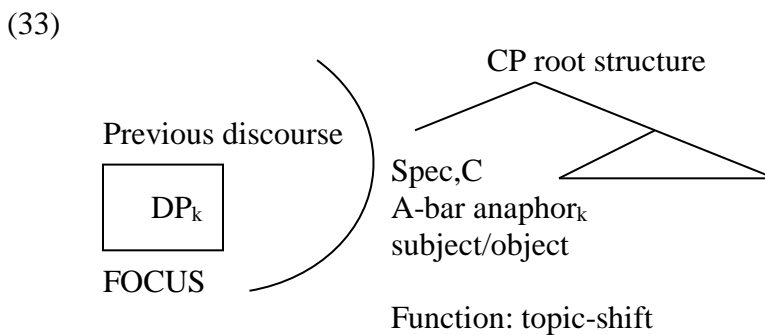 (33)
CP root structure
Previous discourse
Spec,C
DPk
A-bar anaphork
subject/object
FOCUS
Function: topic-shift